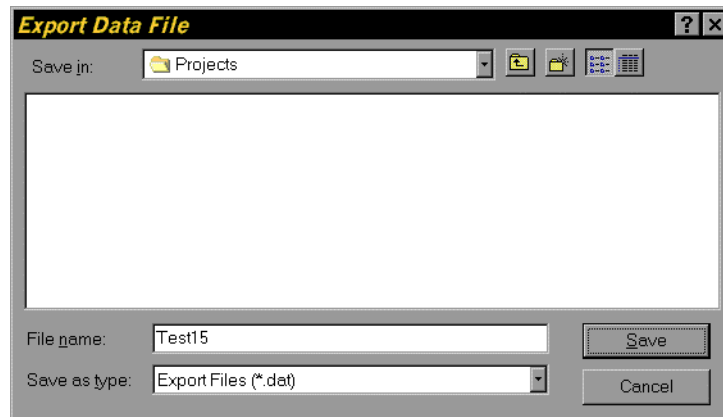 Export Data File
Save in: Projects
File name: Test15 Save
Save as type: Export Files (*.dat) Cancel